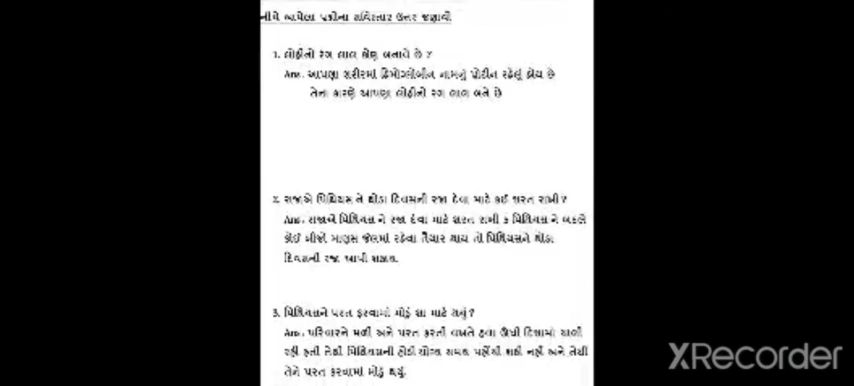 નીચે આપેલા પ્રશ્નોના સવિસ્તાર ઉત્તર જણાવો
1. લોહીનો રંગ લાલ કોણ બનાવે છે ?
Ans. આપણા શરીરમાં હિમોગ્લોબીન નામનું પ્રોટીન રહેલું હોય છે
તેના કારણે આપણા લોહીનો રંગ લાલ બને છે
2. રાજાએ પિથિયસ ને થોડા દિવસની રજા દેવા માટે કઈ શરત રાખી ?
Ans. રાજાએ પિથિયસ ને રજા દેવા માટે શરત રાખી કે પિથિયસ ને બદલે
કોઈ બીજો માણસ જેલમાં રહેવા તૈયાર થાય તો પિથિયસને થોડા
દિવસની રજા આપી શકાય.
3. પિથિયસને પરત ફરવામાં મોડું શા માટે થયું ?
Ans. પરિવારને મળી અને પરત ફરતી વખતે હવા ઊંધી દિશામાં ચાલી
રહી હતી તેથી પિથિયસની હોડી યોગ્ય સમય પહોંચી શકી નહીં અને તેથી
તેને પરત ફરવામાં મોડું થયું.
XRecorder